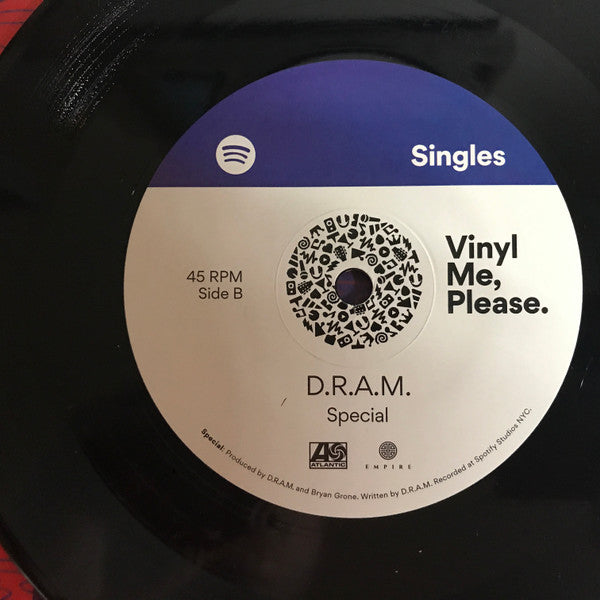 Singles
Vinyl
Me,
Please.
45 RPM
Side B
D.R.A.M.
Special
ATLANTIC
EMPIRE
Special: Produced by D.R.A.M. and Bryan Grone. Written by D.R.A.M. Recorded at Spotify Studios NYC.